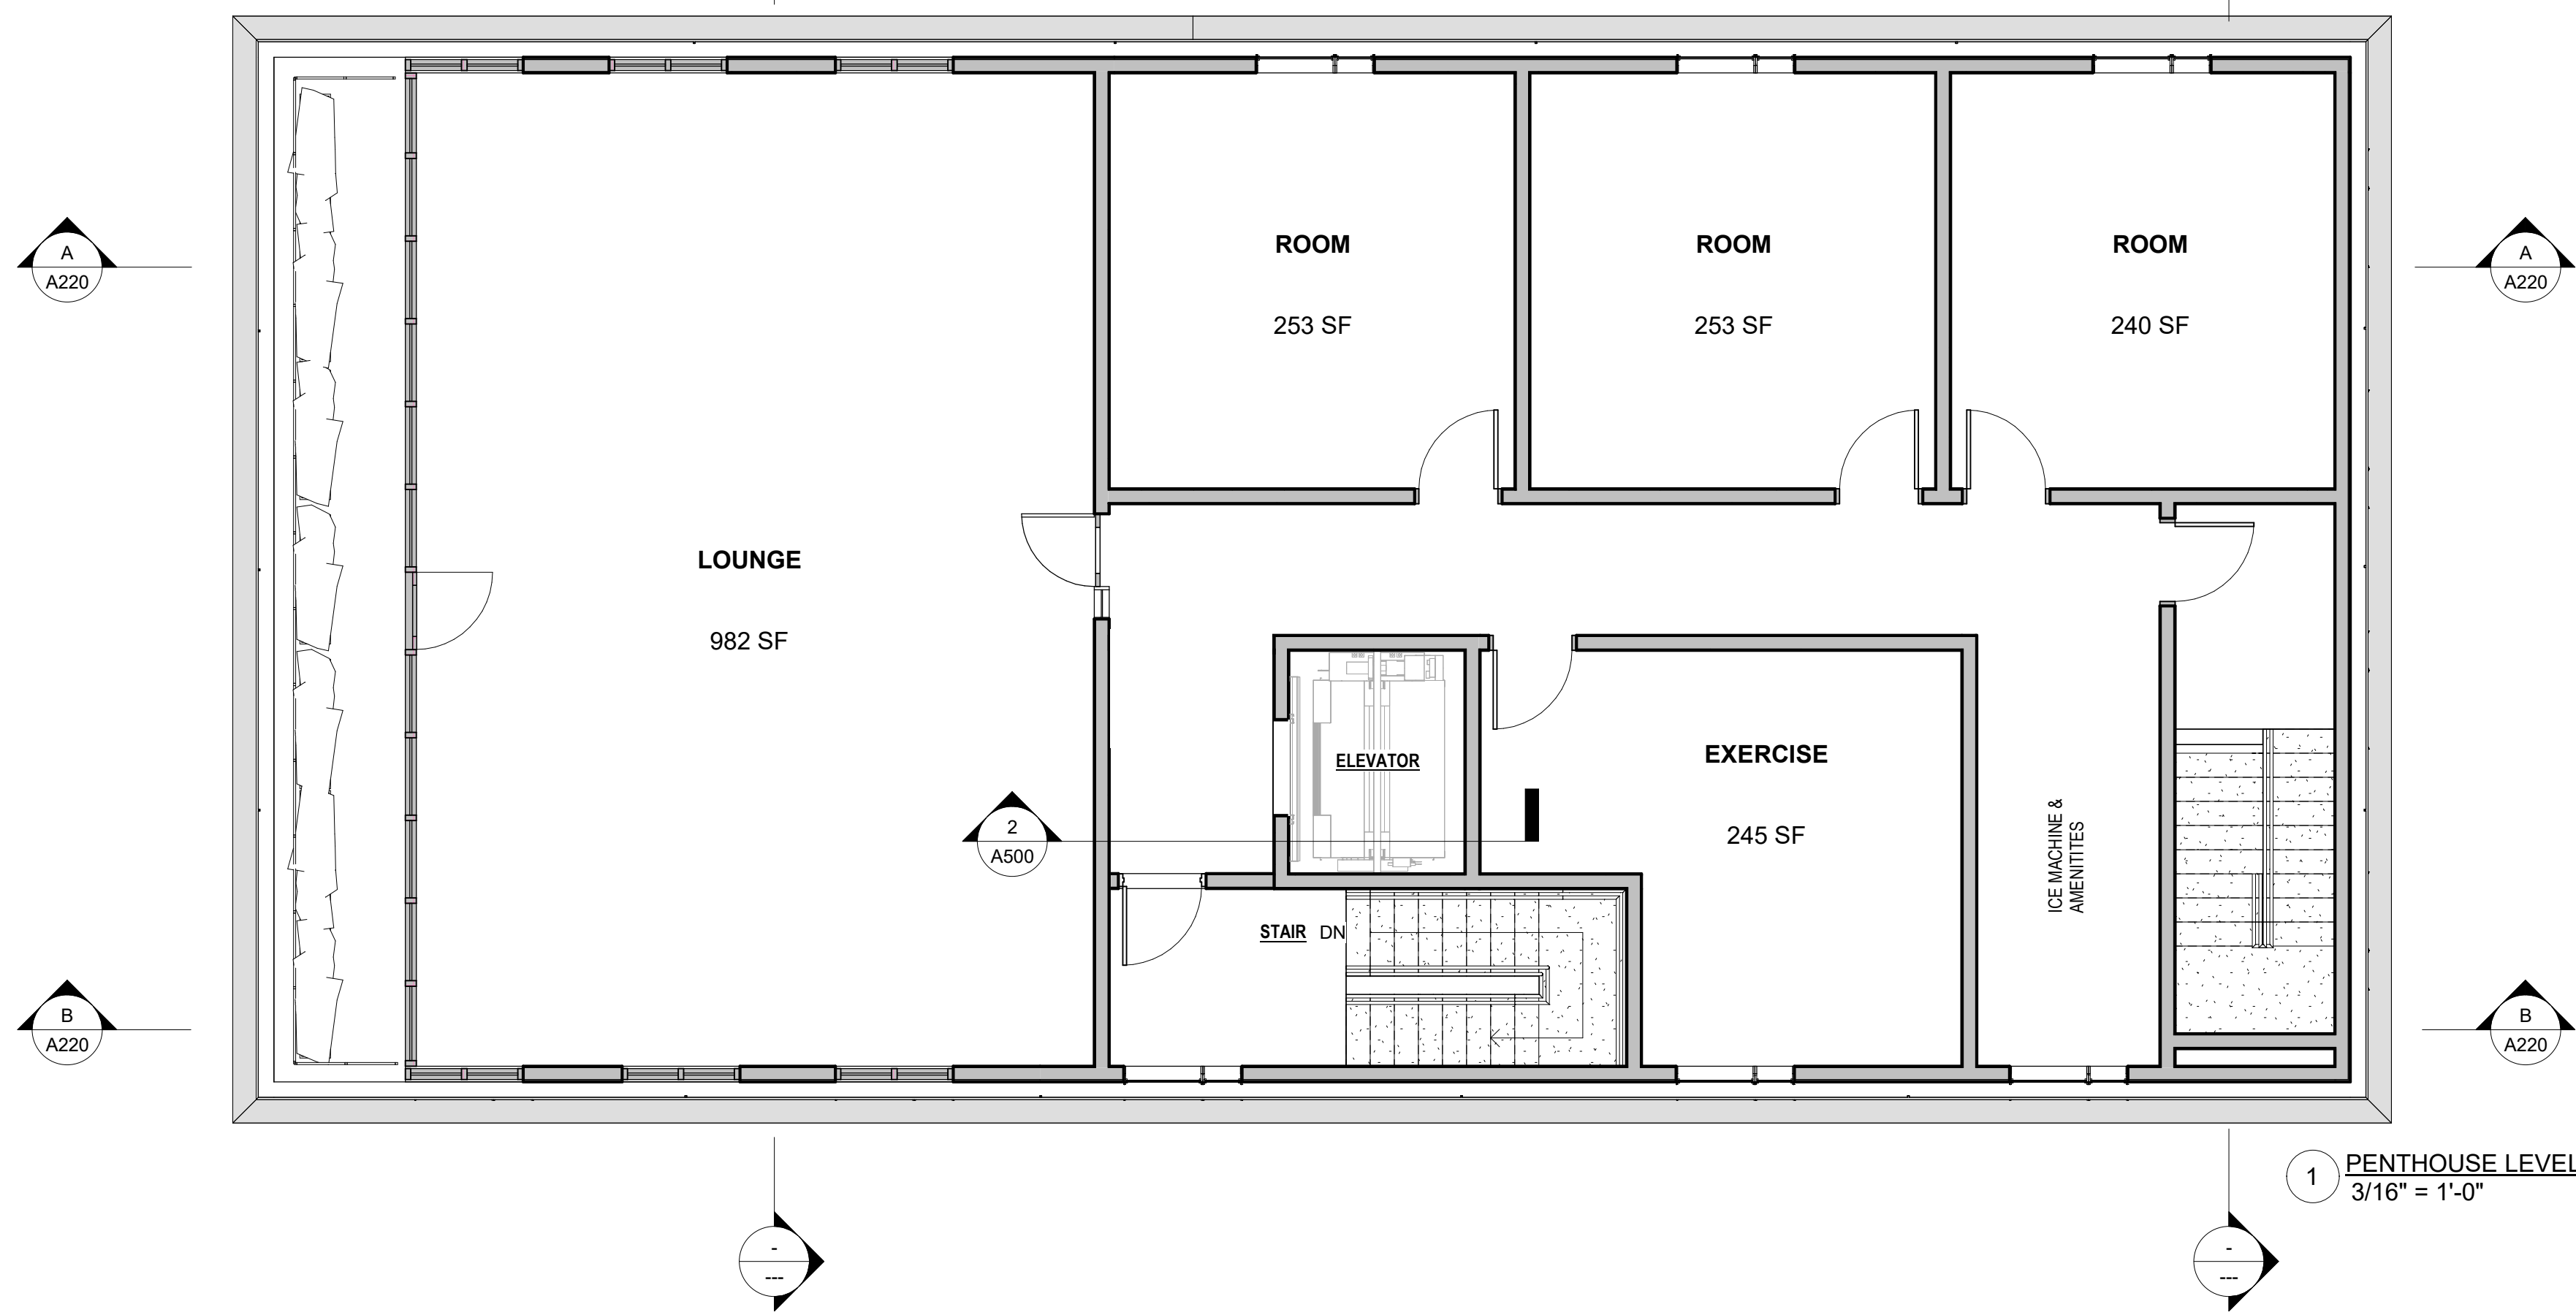 ROOM
ROOM
ROOM
A
A220
A
A220
253 SF
253 SF
240 SF
LOUNGE
982 SF
ELEVATOR
EXERCISE
2
A500
245 SF
ICE MACHINE &
AMENITITES
STAIR DN
B
A220
B
A220
1
PENTHOUSE LEVEL
3/16" = 1'-0"
-
---
-
---